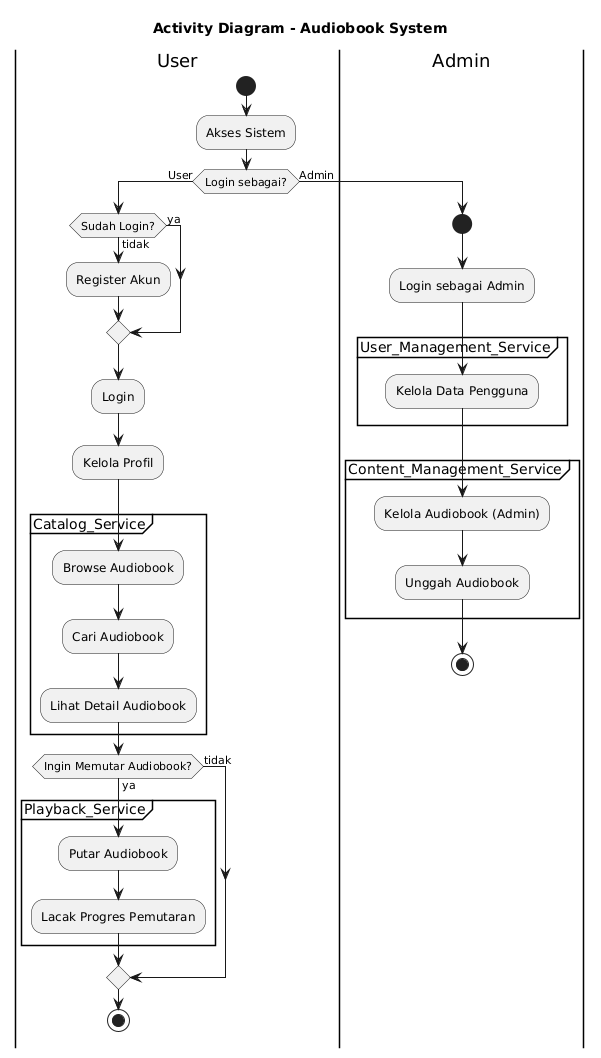 Activity Diagram - Audiobook System
User
Admin
Akses Sistem
Login sebagai?
User
Admin
Sudah Login?
ya
tidak
Register Akun
Login
Kelola Profil
Catalog_Service
Browse Audiobook
Cari Audiobook
Lihat Detail Audiobook
Ingin Memutar Audiobook?
tidak
ya
Playback_Service
Putar Audiobook
Lacak Progres Pemutaran
Login sebagai Admin
User_Management_Service
Kelola Data Pengguna
Content_Management_Service
Kelola Audiobook (Admin)
Unggah Audiobook